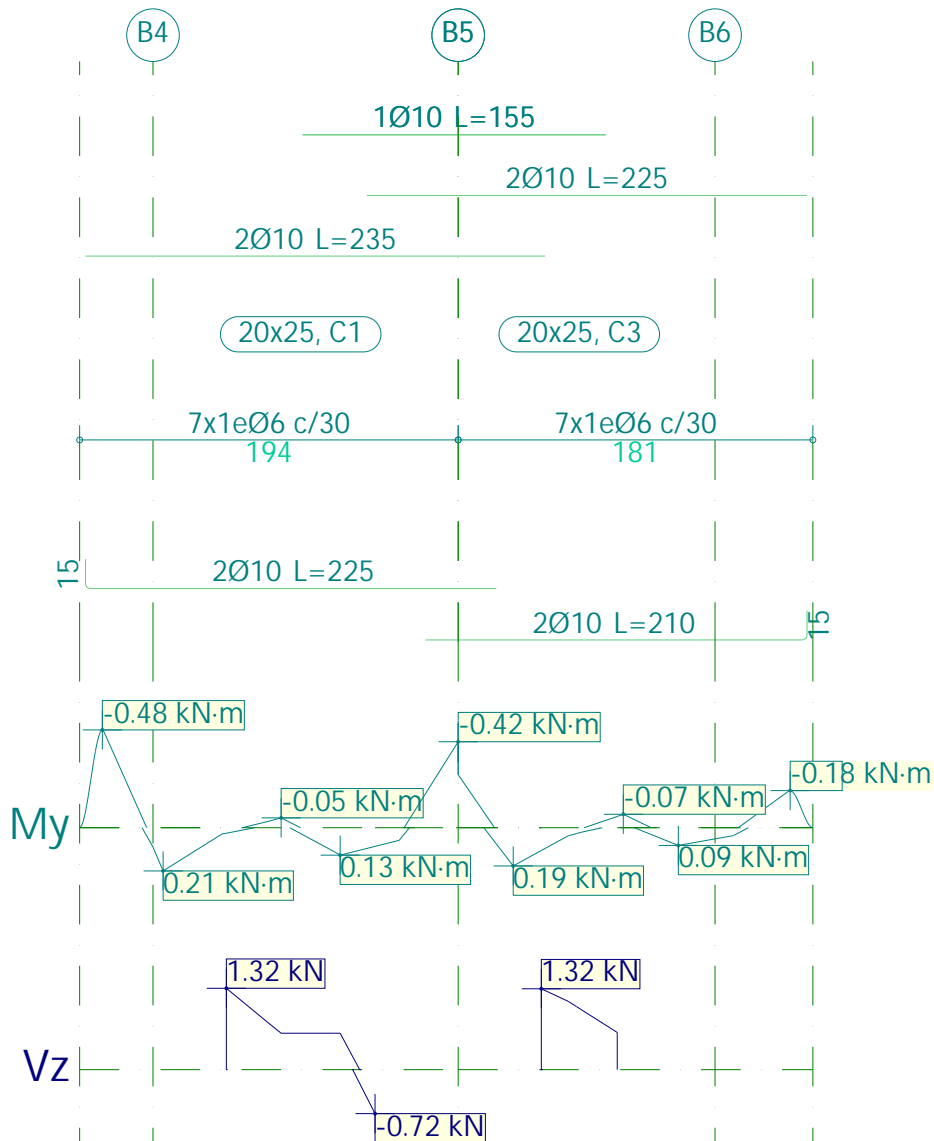 B4 B5 B6
1Ø10 L=155
2Ø10 L=225
2Ø10 L=235
20x25, C1 20x25, C3
7x1eØ6 c/30 7x1eØ6 c/30
194 181
15 2Ø10 L=225
2Ø10 L=210 15
-0.48 kN·m -0.42 kN·m
-0.18 kN·m
-0.05 kN·m -0.07 kN·m
My
0.13 kN·m 0.09 kN·m
0.21 kN·m 0.19 kN·m
1.32 kN 1.32 kN
Vz
-0.72 kN